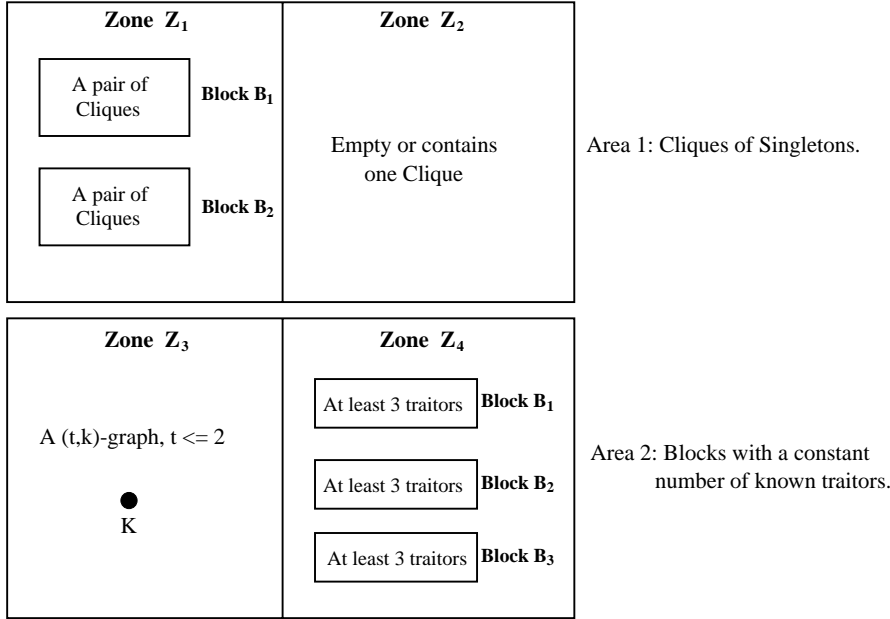 Zone Z1
Zone Z2
A pair of
Cliques
Block B1
A pair of
Cliques
Block B2
Empty or contains
one Clique
Area 1: Cliques of Singletons.
Zone Z3
Zone Z4
A (t,k)-graph, t <= 2
K
At least 3 traitors
Block B1
At least 3 traitors
Block B2
At least 3 traitors
Block B3
Area 2: Blocks with a constant
number of known traitors.